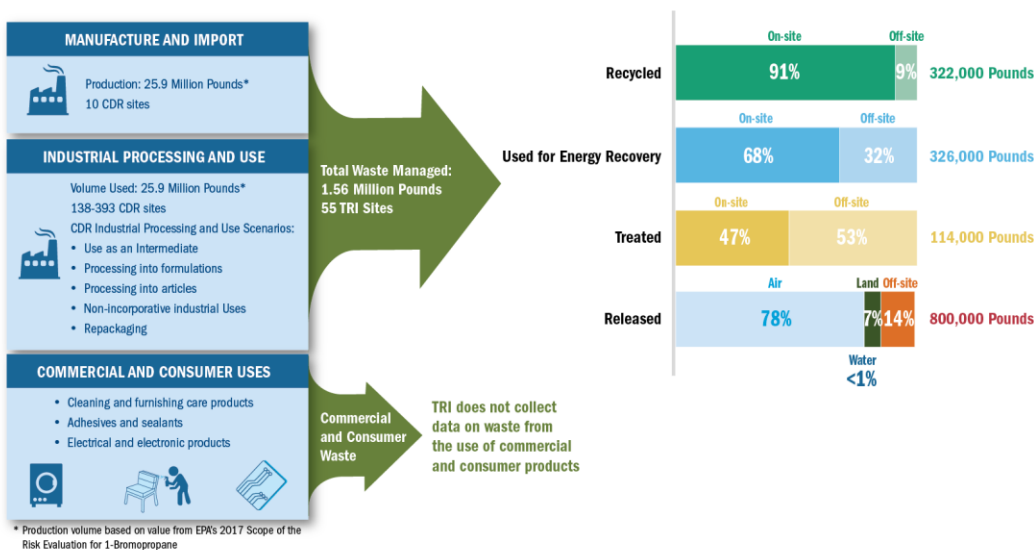 MANUFACTURE AND IMPORT
Production: 25.9 Million Pounds*
10 CDR sites
INDUSTRIAL PROCESSING AND USE
Volume Used: 25.9 Million Pounds*
138-393 CDR sites
CDR Industrial Processing and Use Scenarios:
• Use as an Intermediate
• Processing into formulations
• Processing into articles
• Non-incorporative industrial Uses
• Repackaging
COMMERCIAL AND CONSUMER USES
• Cleaning and furnishing care products
• Adhesives and sealants
• Electrical and electronic products
* Production volume based on value from EPA's 2017 Scope of the
Risk Evaluation for 1-Bromopropane
Total Waste Managed:
1.56 Million Pounds
55 TRI Sites
Commercial
and Consumer
Waste
TRI does not collect
data on waste from
the use of commercial
and consumer products
On-site Off-site
Recycled 91% 9% 322,000 Pounds
On-site Off-site
Used for Energy Recovery 68% 32% 326,000 Pounds
On-site Off-site
Treated 47% 53% 114,000 Pounds
Air Land Off-site
Released 78% 7% 14% 800,000 Pounds
Water
<1%